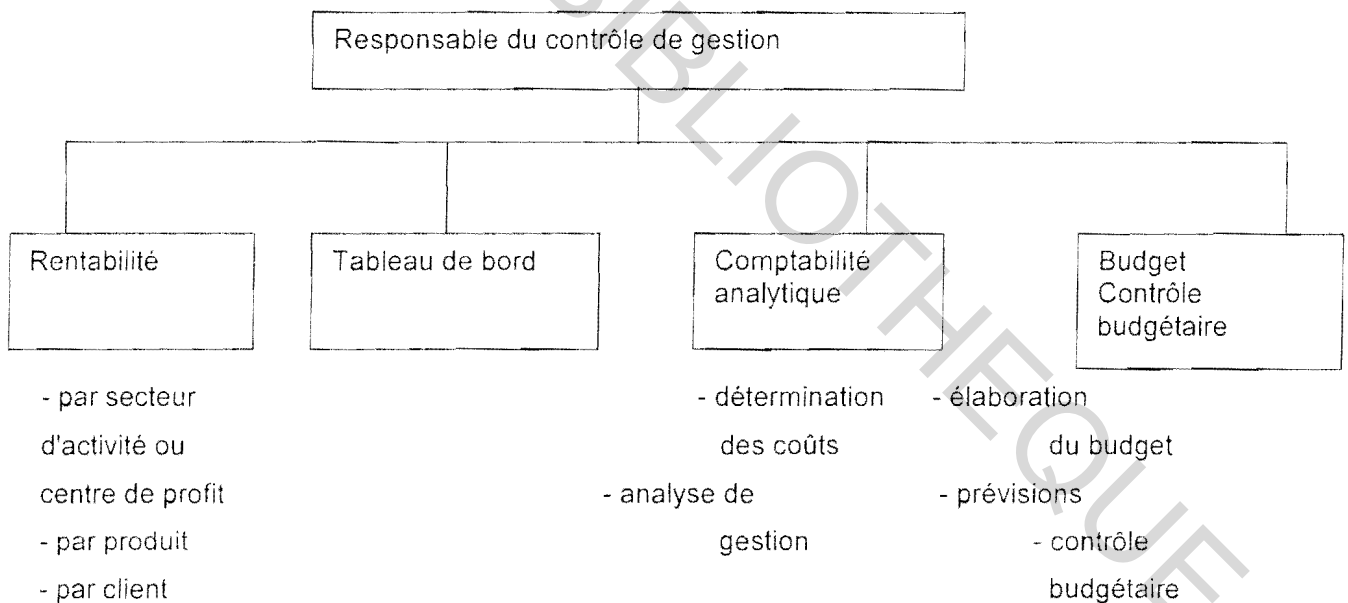 Responsable du contrôle de gestion
Rentabilité
- par secteur
d'activité ou
centre de profit
- par produit
- par client
Tableau de bord
Comptabilité
analytique
- détermination
des coûts
- analyse de
gestion
Budget
Contrôle
budgétaire
- élaboration
du budget
- prévisions
- contrôle
budgétaire
BIBLIOTHEQUE